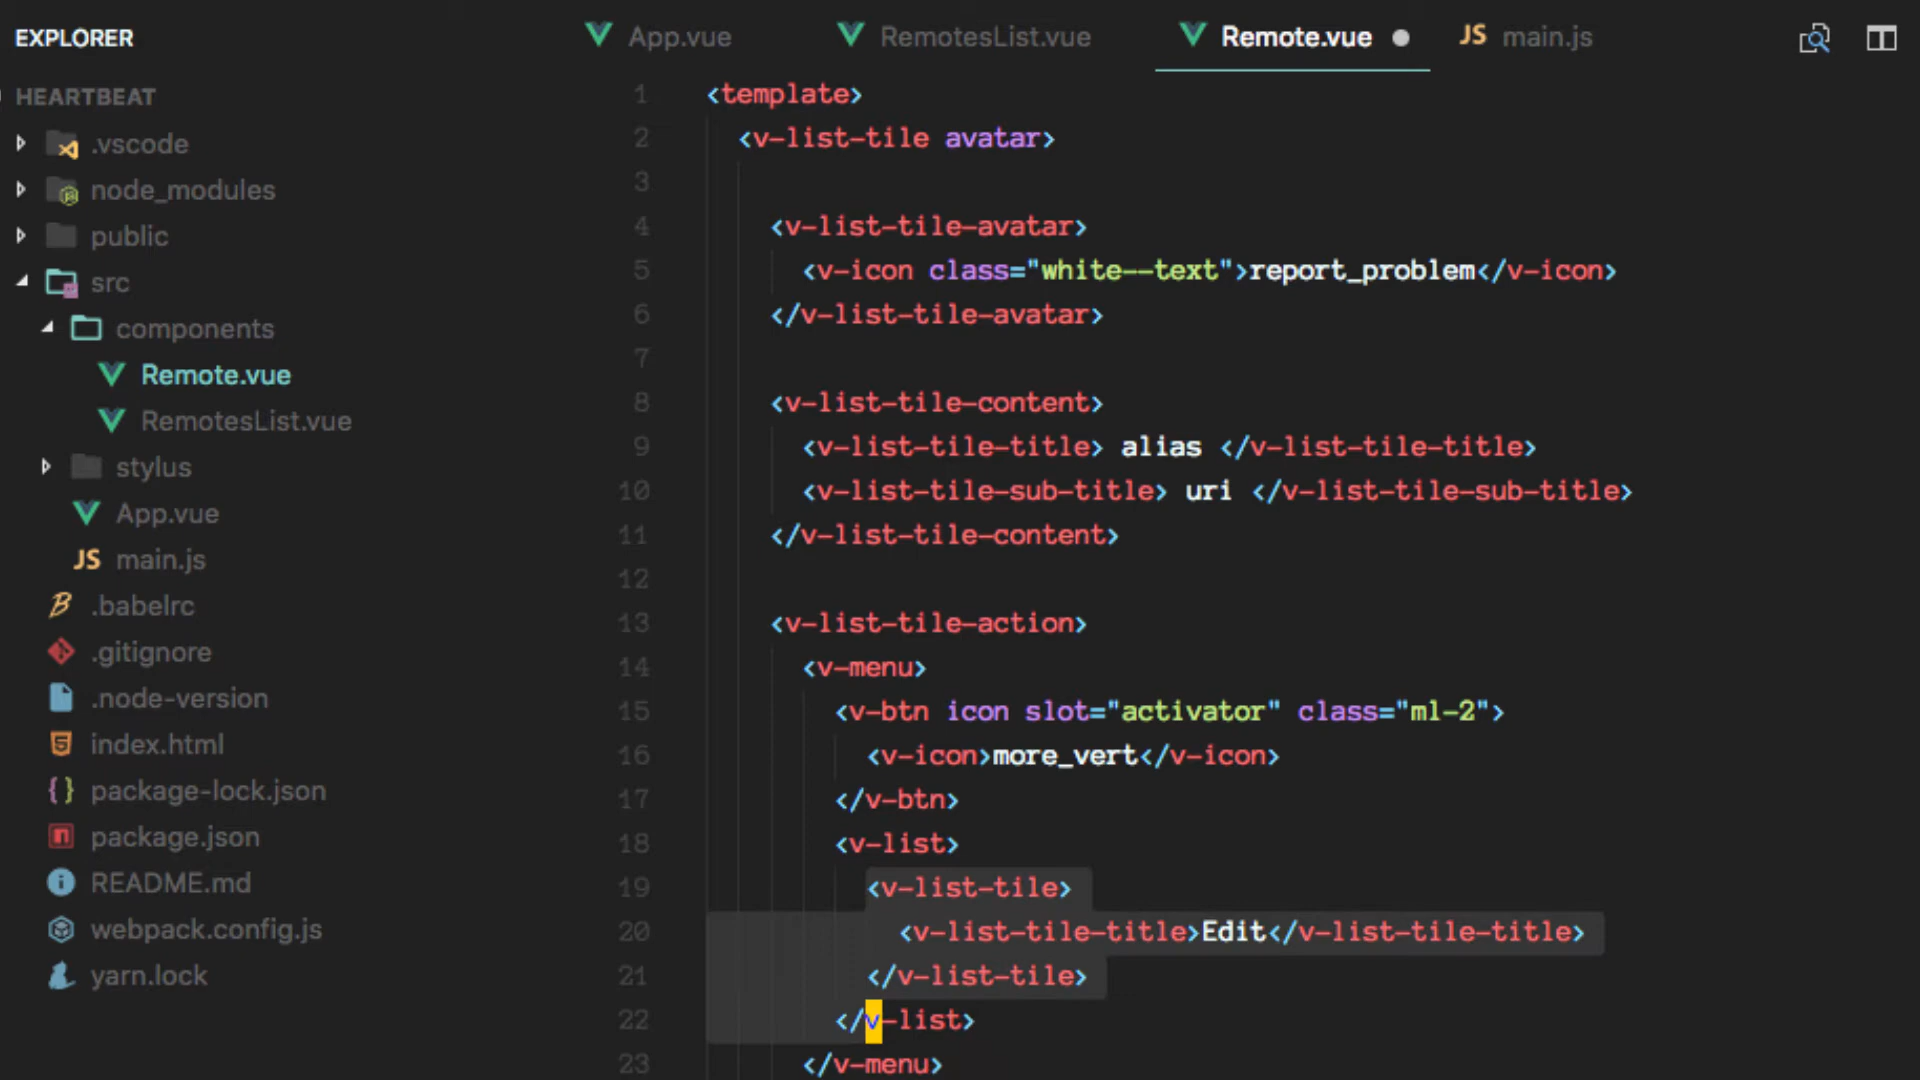 EXPLORER
HEARTBEAT
.vscode
node_modules
public
src
components
Remote.vue
RemotesList.vue
stylus
App.vue
JS main.js
.babelrc
.gitignore
.node-version
index.html
{ } package-lock.json
package.json
README.md
webpack.config.js
yarn.lock
App.vue RemotesList.vue Remote.vue JS main.js
1 <template>
2 <v-list-tile avatar>
3
4 <v-list-tile-avatar>
5 <v-icon class="white--text">report_problem</v-icon>
6 </v-list-tile-avatar>
7
8 <v-list-tile-content>
9 <v-list-tile-title> alias </v-list-tile-title>
10 <v-list-tile-sub-title> uri </v-list-tile-sub-title>
11 </v-list-tile-content>
12
13 <v-list-tile-action>
14 <v-menu>
15 <v-btn icon slot="activator" class="ml-2">
16 <v-icon>more_vert</v-icon>
17 </v-btn>
18 <v-list>
19 <v-list-tile>
20 <v-list-tile-title>Edit</v-list-tile-title>
21 </v-list-tile>
22 </v-list>
23 </v-menu>